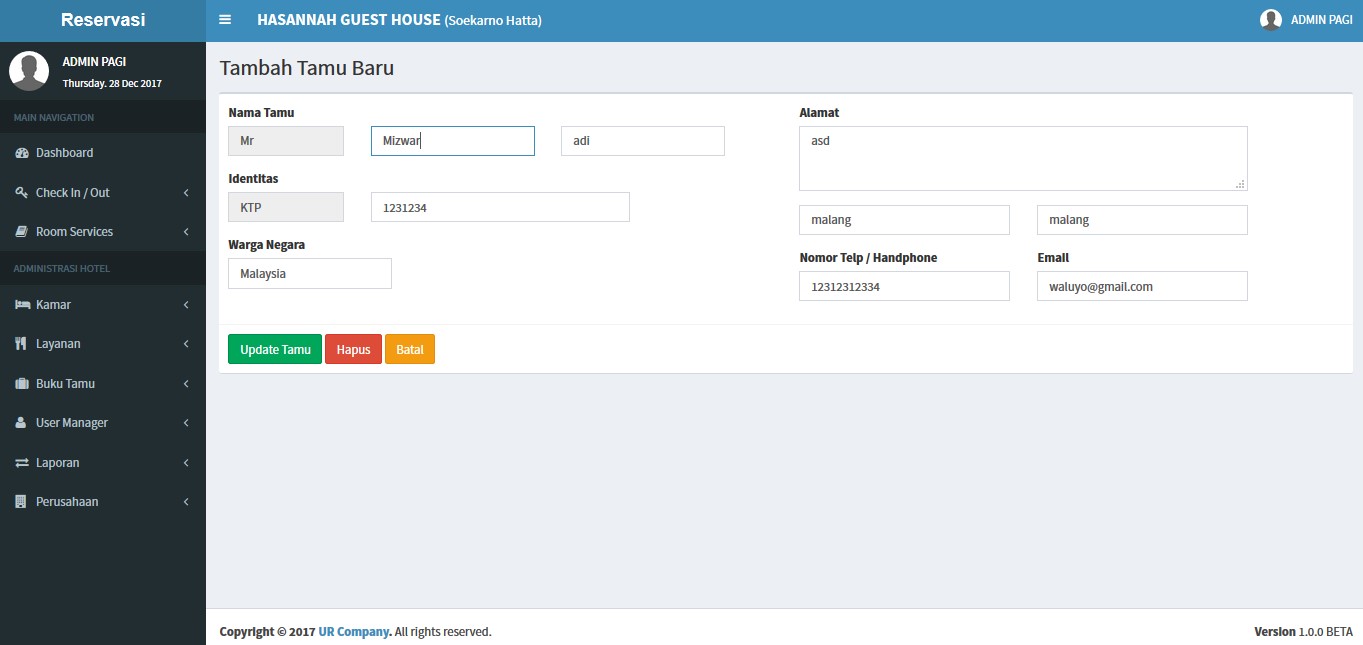 Reservasi
HASANNAH GUEST HOUSE (Soekarno Hatta)
ADMIN PAGI
ADMIN PAGI
Thursday. 28 Dec 2017
MAIN NAVIGATION
Dashboard
Check In / Out
Room Services
ADMINISTRASI HOTEL
Kamar
Layanan
Buku Tamu
User Manager
Laporan
Perusahaan
Tambah Tamu Baru
Nama Tamu
Mr Mizwar adi
Identitas
KTP 1231234
Warga Negara
Malaysia
Alamat
asd
malang malang
Nomor Telp / Handphone Email
12312312334 waluyo@gmail.com
Update Tamu Hapus Batal
Copyright © 2017 UR Company. All rights reserved.
Version 1.0.0 BETA